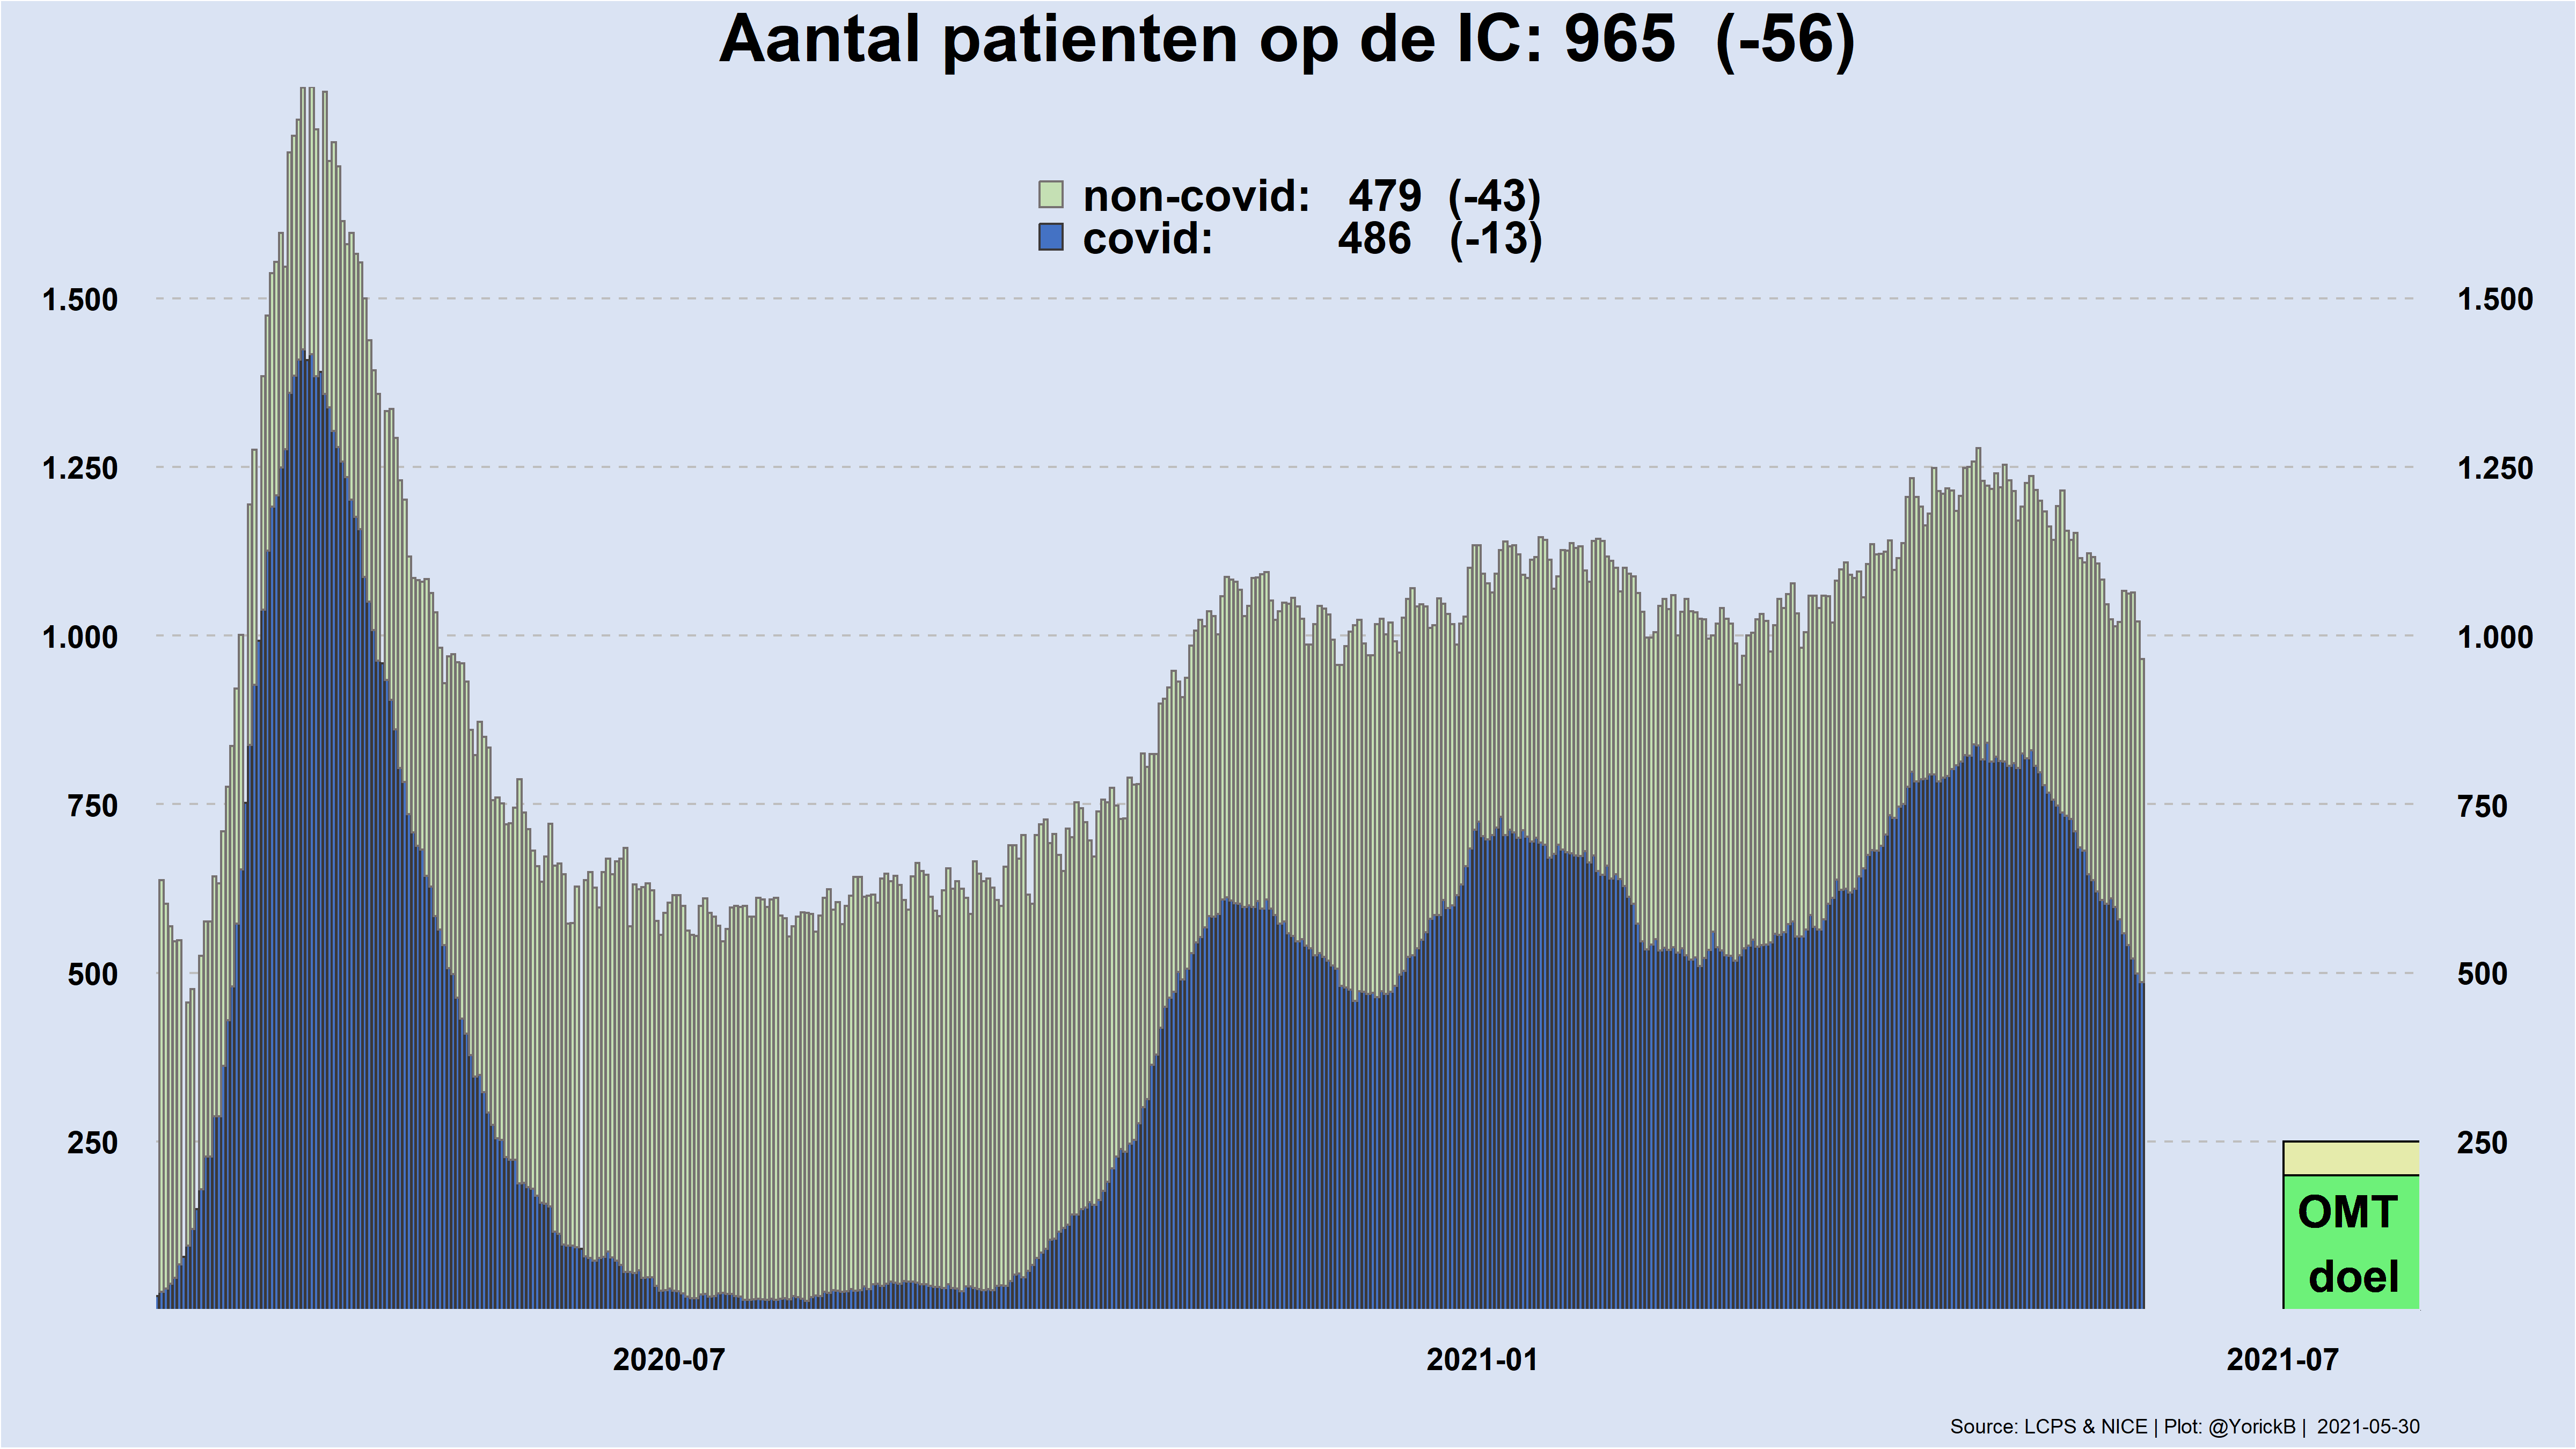 Aantal patienten op de IC: 965 (-56)
non-covid: 479 (-43)
covid: 486 (-13)
1.500 1.500
1.250 1.250
1.000 1.000
750 750
500 500
250 250
OMT
doel
2020-07 2021-01 2021-07
Source: LCPS & NICE | Plot: @YorickB | 2021-05-30